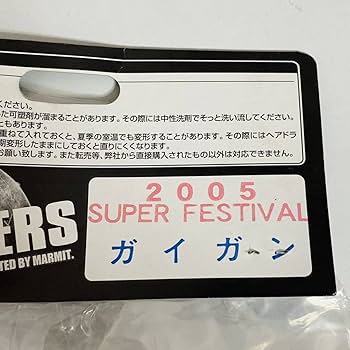 ください。
た可塑剤が溜まることがあります。その際には中性洗剤でそっと洗い流してください。
ともあります。
重ねて入れておくと、夏季の室温でも変形することがあります。その際にはヘアドラ
期変形したままにしておくと直りにくくなります。
お願い致します。また転売等、弊社から直接購入されたもの以外は対応できません。
2005
SUPER FESTIVAL
ガイガン
ERS
TED BY MARMIT.